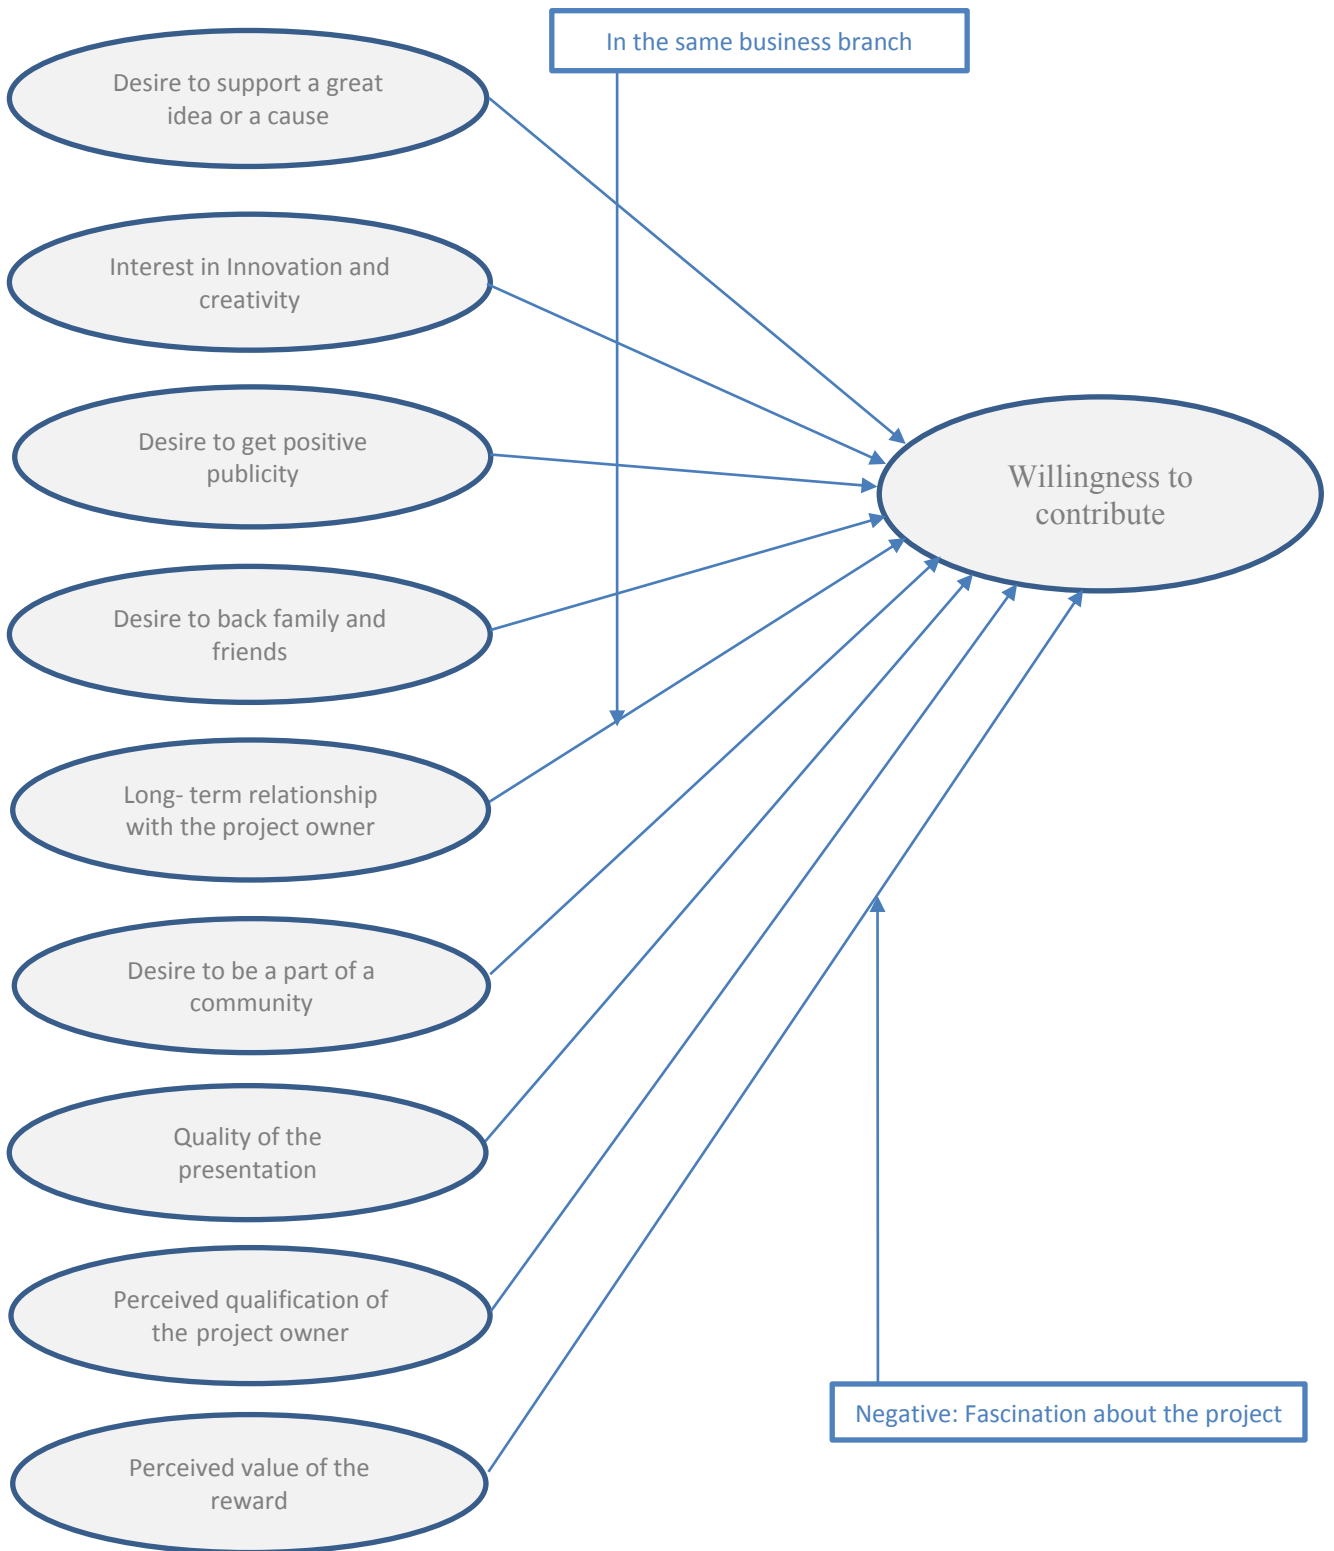 In the same business branch
Desire to support a great
idea or a cause
Interest in Innovation and
creativity
Desire to get positive
publicity
Willingness to
contribute
Desire to back family and
friends
Long- term relationship
with the project owner
Desire to be a part of a
community
Quality of the
presentation
Perceived qualification of
the project owner
Negative: Fascination about the project
Perceived value of the
reward